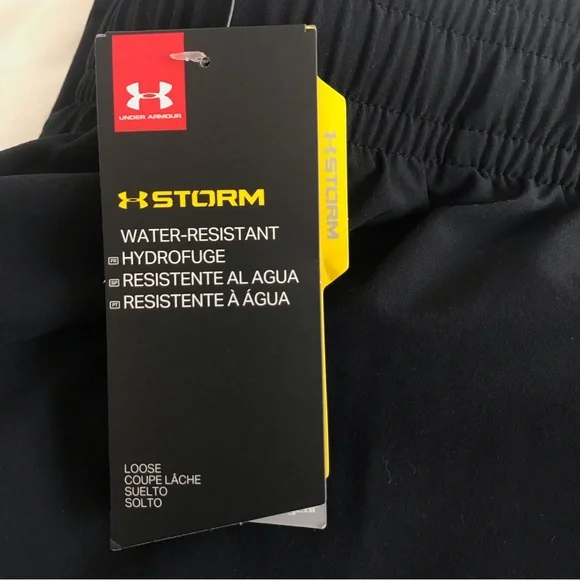 UNDER ARMOUR
STORM
WATER-RESISTANT
FR HYDROFUGE
SP RESISTENTE AL AGUA
PT RESISTENTE À ÁGUA
LOOSE
COUPE LÂCHE
SUELTO
SOLTO
STORM